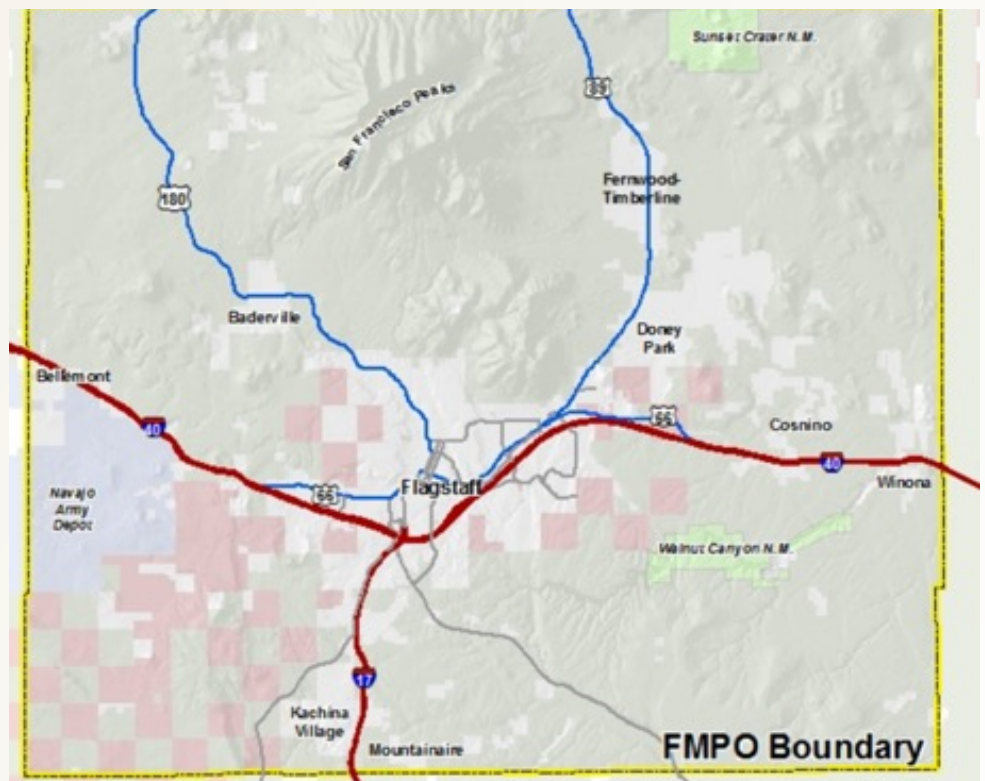 Sunset Crater N.M.
89
San Francisco Peaks
180
Fernwood-
Timberline
Baderville
Doney
Park
Bellemont
40
66
Cosnino
40
Winona
Flagstaff
66
Navajo
Army
Depot
Walnut Canyon N.M.
17
Kachina
Village
Mountainaire
FMPO Boundary